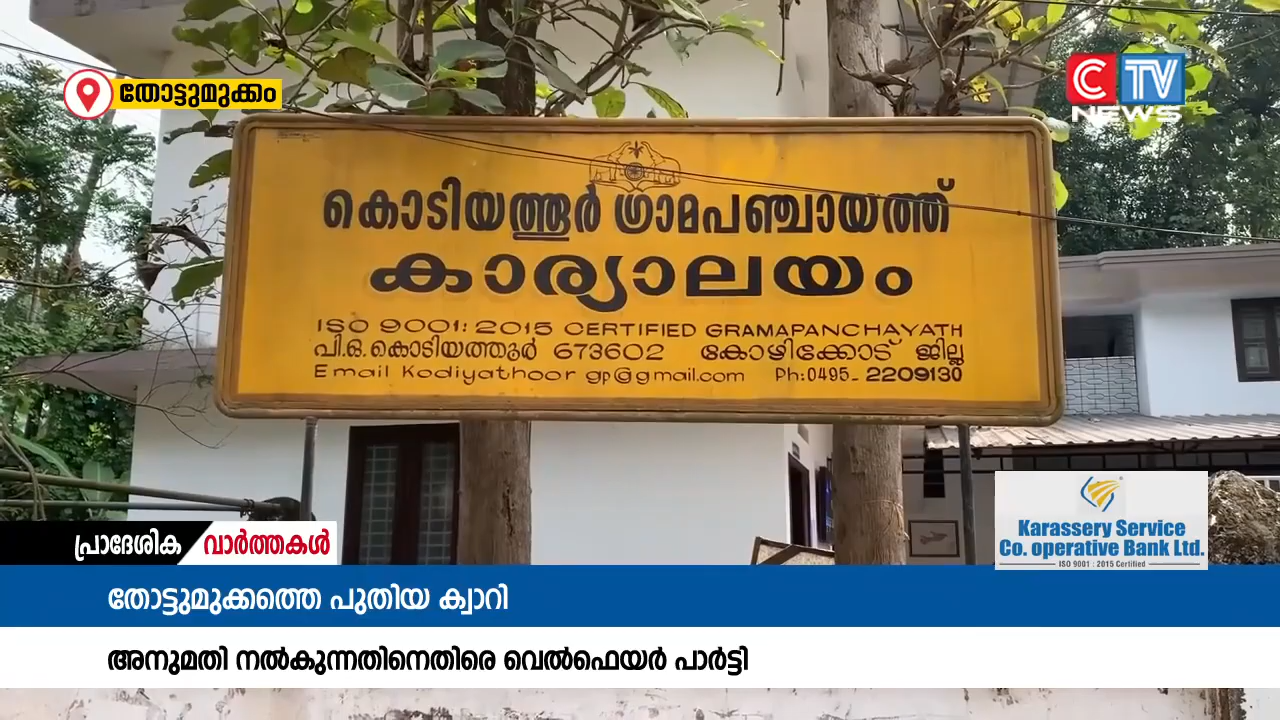 തോട്ടുമുക്കം
CTV
NEWS
കൊടിയത്തൂർ ഗ്രാമപഞ്ചായത്ത്
കാര്യാലയം
ISO 9001: 2015 CERTIFIED GRAMAPANCHAYATH
പി.ഒ. കൊടിയത്തൂർ 673602 കോഴിക്കോട് ജില്ല
Email Kodiyathoor gp@gmail.com Ph:0495- 2209130
Karassery Service
Co. operative Bank Ltd.
ISO 9001 : 2015 Certified
പ്രാദേശിക വാർത്തകൾ
തോട്ടുമുക്കത്തെ പുതിയ ക്വാറി
അനുമതി നൽകുന്നതിനെതിരെ വെൽഫെയർ പാർട്ടി